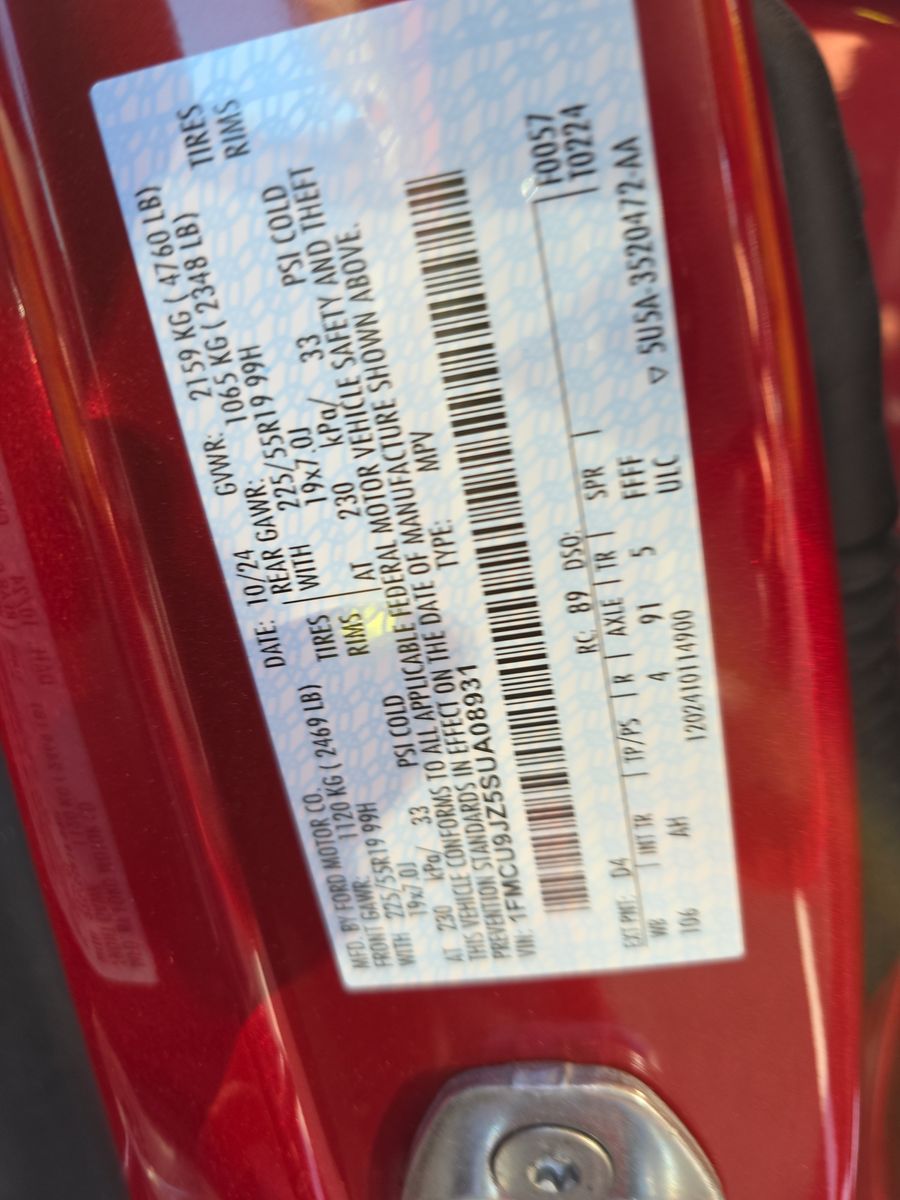 MFD. BY FORD MOTOR CO.
DATE: 10/24 GVWR: 2159 KG ( 4760 LB)
FRONT GAWR: 1120 KG ( 2469 LB)
REAR GAWR: 1065 KG ( 2348 LB)
WITH 225/55R19 99H TIRES
WITH 225/55R19 99H TIRES
19x7.0J RIMS
19x7.0J RIMS
AT 230 kPa/ 33 PSI COLD
AT 230 kPa/ 33 PSI COLD
THIS VEHICLE CONFORMS TO ALL APPLICABLE FEDERAL MOTOR VEHICLE SAFETY AND THEFT
PREVENTION STANDARDS IN EFFECT ON THE DATE OF MANUFACTURE SHOWN ABOVE.
VIN: 1FMCU9JZ5SUA08931 TYPE: MPV
F0057
T0224
EXT PNT: D4 RC: 89 DSO:
WB INT TR TP/PS R AXLE TR SPR
106 AH 4 91 5 FFF
ULC
1202410114900
5U5A-3520472-AA